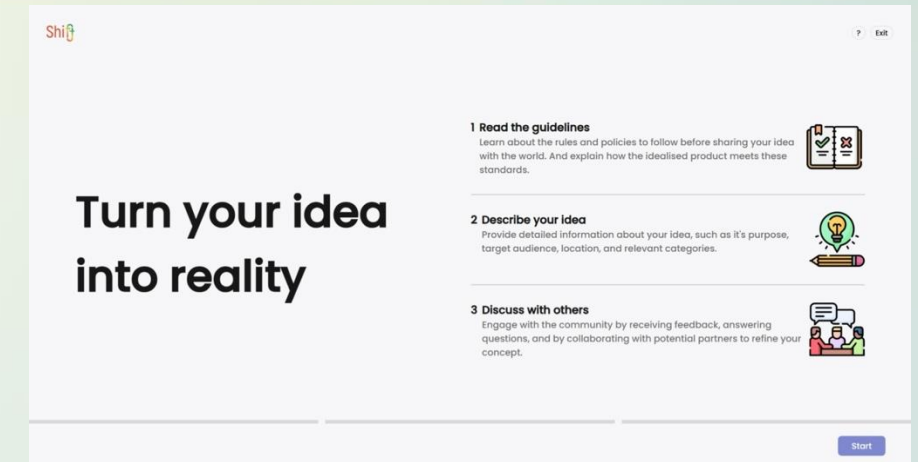 Shift
? Exit
Turn your idea
into reality
1 Read the guidelines
Learn about the rules and policies to follow before sharing your idea
with the world. And explain how the idealised product meets these
standards.
2 Describe your idea
Provide detailed information about your idea, such as it's purpose,
target audience, location, and relevant categories.
3 Discuss with others
Engage with the community by receiving feedback, answering
questions, and by collaborating with potential partners to refine your
concept.
Start